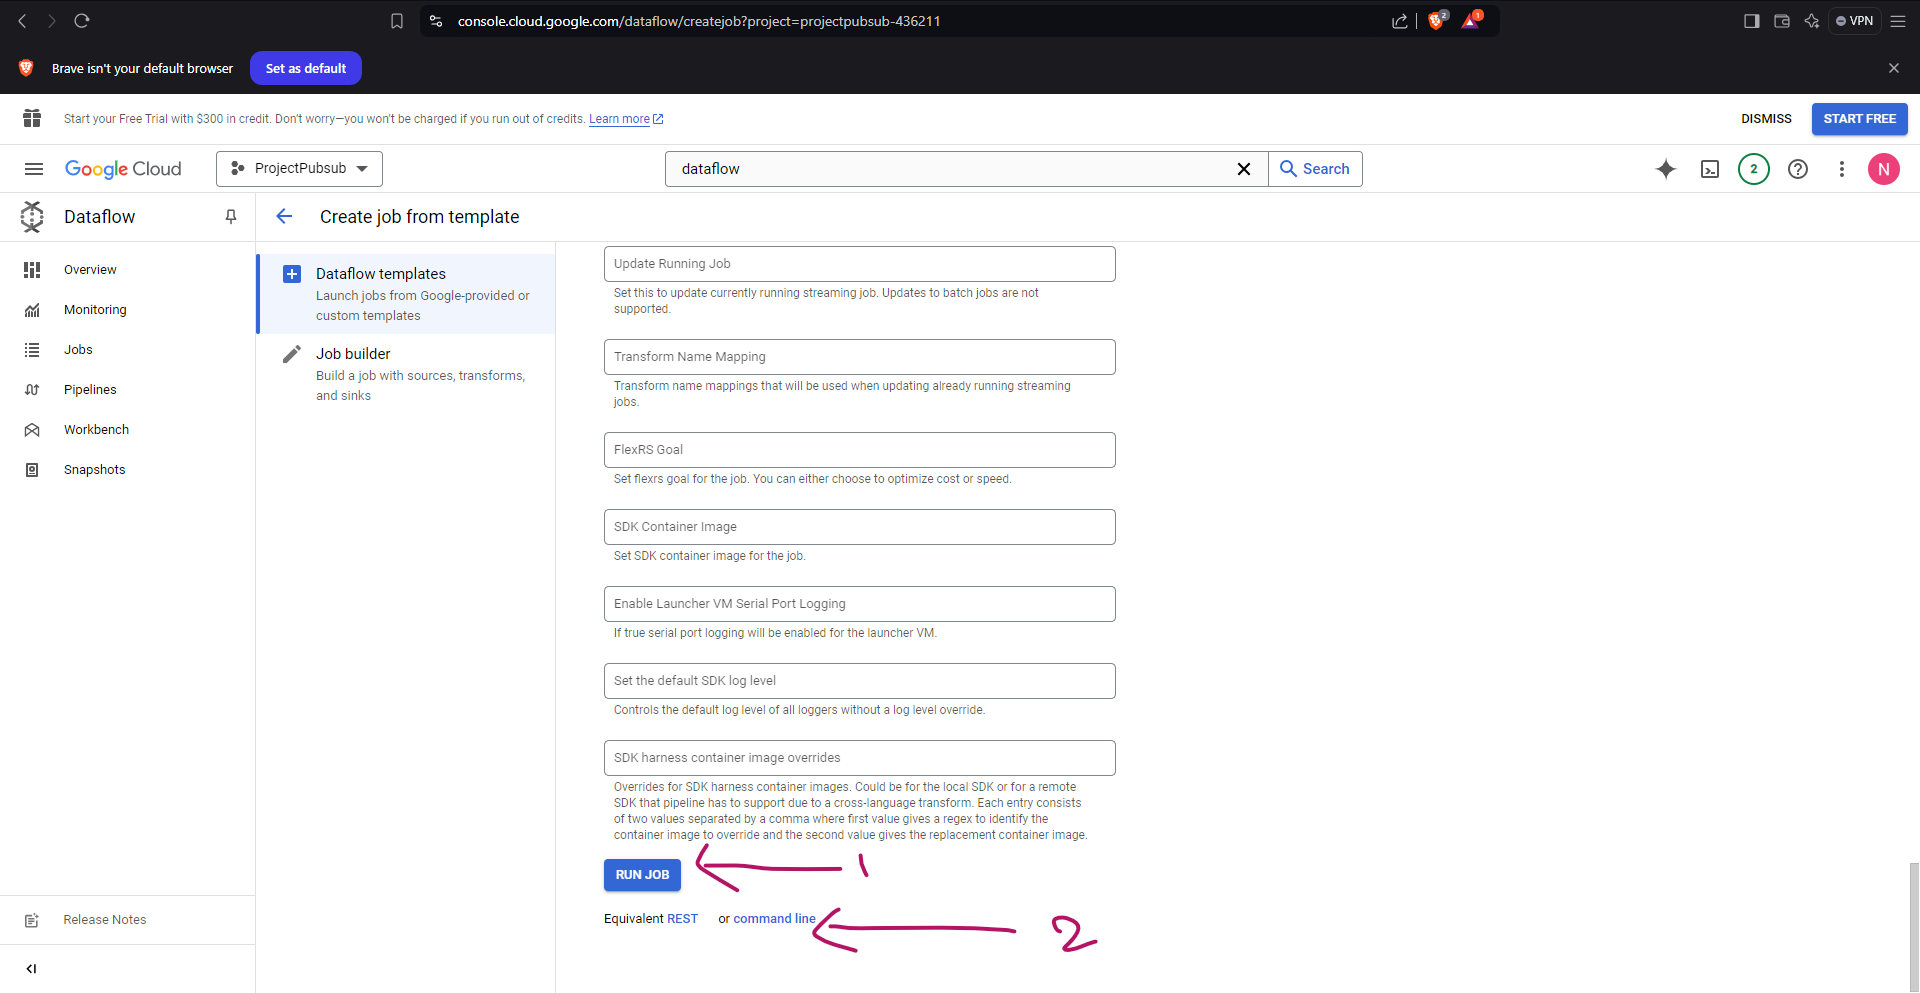 console.cloud.google.com/dataflow/createjob?project=projectpubsub-436211
2
1
VPN
Brave isn't your default browser
Set as default
Start your Free Trial with $300 in credit. Don't worry—you won't be charged if you run out of credits. Learn more
DISMISS
START FREE
Google Cloud
ProjectPubsub
dataflow
Search
2
N
Dataflow
Create job from template
Overview
Monitoring
Jobs
Pipelines
Workbench
Snapshots
Release Notes
Dataflow templates
Launch jobs from Google-provided or
custom templates
Job builder
Build a job with sources, transforms,
and sinks
Update Running Job
Set this to update currently running streaming job. Updates to batch jobs are not
supported.
Transform Name Mapping
Transform name mappings that will be used when updating already running streaming
jobs.
FlexRS Goal
Set flexrs goal for the job. You can either choose to optimize cost or speed.
SDK Container Image
Set SDK container image for the job.
Enable Launcher VM Serial Port Logging
If true serial port logging will be enabled for the launcher VM.
Set the default SDK log level
Controls the default log level of all loggers without a log level override.
SDK harness container image overrides
Overrides for SDK harness container images. Could be for the local SDK or for a remote
SDK that pipeline has to support due to a cross-language transform. Each entry consists
of two values separated by a comma where first value gives a regex to identify the
container image to override and the second value gives the replacement container image.
RUN JOB
1
Equivalent REST or command line
2